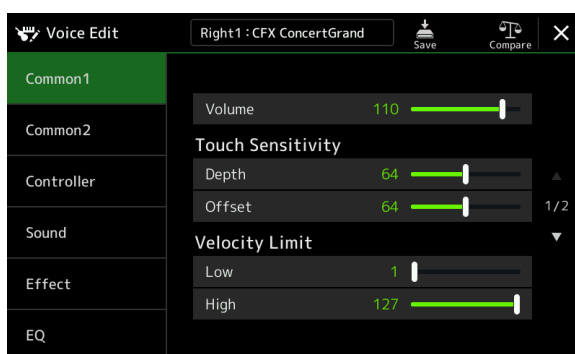 Voice Edit
Right1 : CFX ConcertGrand
Save
Compare
Common1
Common2
Controller
Sound
Effect
EQ
Volume 110
Touch Sensitivity
Depth 64
Offset 64
1/2
Velocity Limit
Low 1
High 127